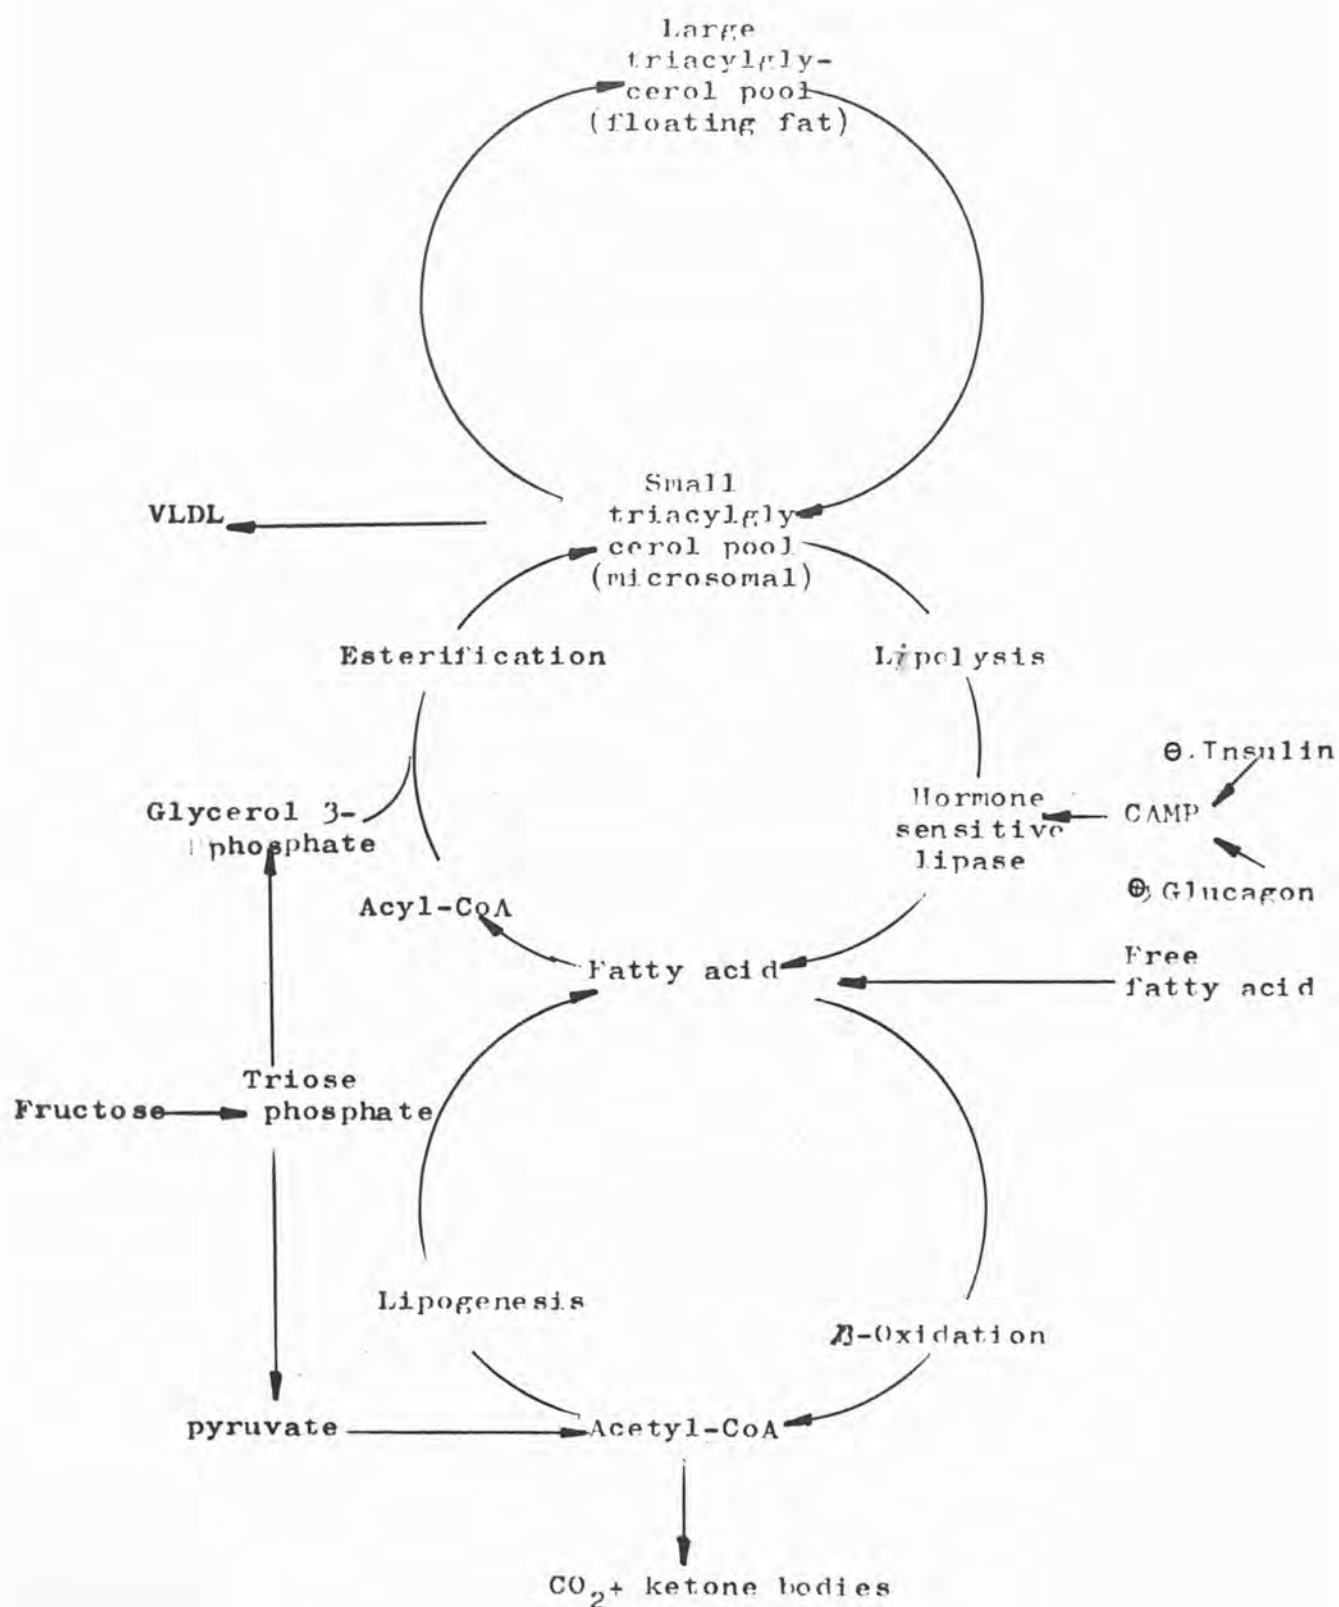 Large
triacylgly-
cerol pool
(floating fat)
Small
triacylgly
cerol pool
(microsomal)
VLDL
Esterification
Lipolysis
⊖ Insulin
Hormone
sensitive
lipase
CAMP
⊕ Glucagon
Glycerol 3-
phosphate
Acyl-CoA
Fatty acid
Free
fatty acid
Triose
phosphate
Fructose
Lipogenesis
β-Oxidation
pyruvate
Acetyl-CoA
CO2+ ketone bodies